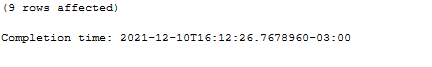 (9 rows affected)
Completion time: 2021-12-10T16:12:26.7678960-03:00